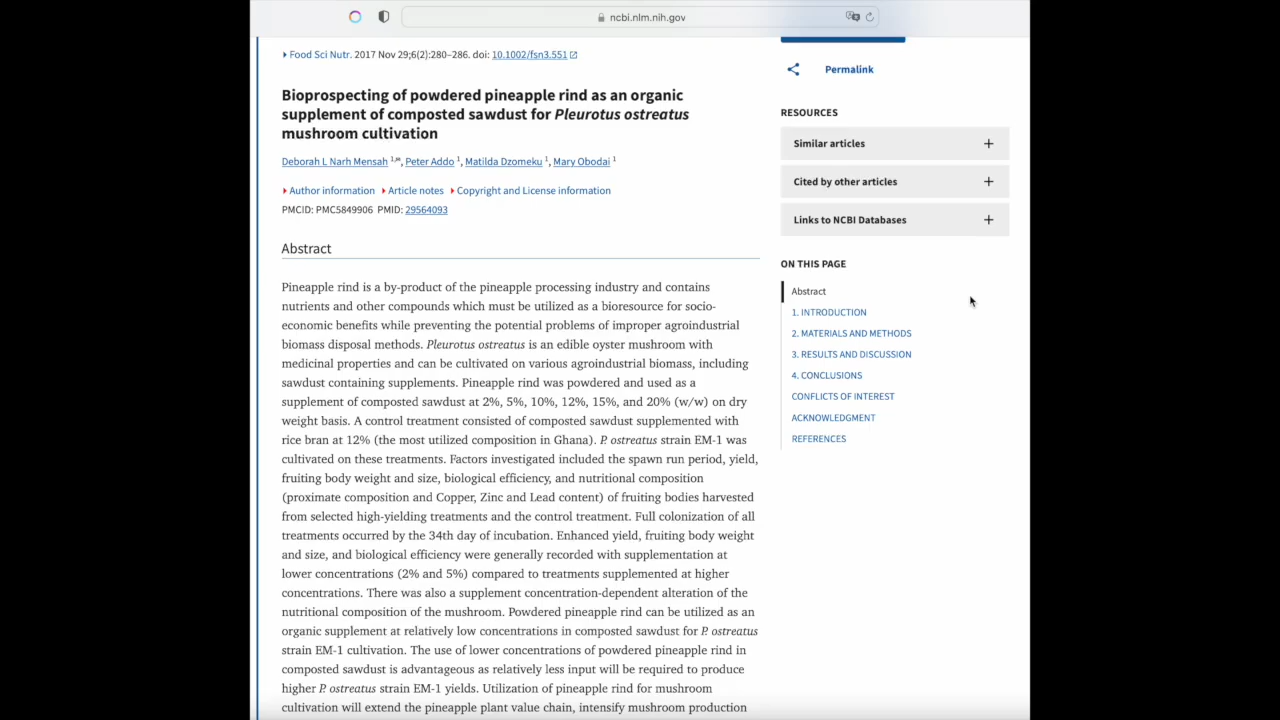 ncbi.nlm.nih.gov
Food Sci Nutr. 2017 Nov 29;6(2):280–286. doi: 10.1002/fsn3.551
Bioprospecting of powdered pineapple rind as an organic
supplement of composted sawdust for Pleurotus ostreatus
mushroom cultivation
Deborah L Narh Mensah 1,✉, Peter Addo 1, Matilda Dzomeku 1, Mary Obodai 1
Author information Article notes Copyright and License information
PMCID: PMC5849906 PMID: 29564093
Abstract
Pineapple rind is a by-product of the pineapple processing industry and contains
nutrients and other compounds which must be utilized as a bioresource for socio-
economic benefits while preventing the potential problems of improper agroindustrial
biomass disposal methods. Pleurotus ostreatus is an edible oyster mushroom with
medicinal properties and can be cultivated on various agroindustrial biomass, including
sawdust containing supplements. Pineapple rind was powdered and used as a
supplement of composted sawdust at 2%, 5%, 10%, 12%, 15%, and 20% (w/w) on dry
weight basis. A control treatment consisted of composted sawdust supplemented with
rice bran at 12% (the most utilized composition in Ghana). P. ostreatus strain EM-1 was
cultivated on these treatments. Factors investigated included the spawn run period, yield,
fruiting body weight and size, biological efficiency, and nutritional composition
(proximate composition and Copper, Zinc and Lead content) of fruiting bodies harvested
from selected high-yielding treatments and the control treatment. Full colonization of all
treatments occurred by the 34th day of incubation. Enhanced yield, fruiting body weight
and size, and biological efficiency were generally recorded with supplementation at
lower concentrations (2% and 5%) compared to treatments supplemented at higher
concentrations. There was also a supplement concentration-dependent alteration of the
nutritional composition of the mushroom. Powdered pineapple rind can be utilized as an
organic supplement at relatively low concentrations in composted sawdust for P. ostreatus
strain EM-1 cultivation. The use of lower concentrations of powdered pineapple rind in
composted sawdust is advantageous as relatively less input will be required to produce
higher P. ostreatus strain EM-1 yields. Utilization of pineapple rind for mushroom
cultivation will extend the pineapple plant value chain, intensify mushroom production
Permalink
RESOURCES
Similar articles
Cited by other articles
Links to NCBI Databases
ON THIS PAGE
Abstract
1. INTRODUCTION
2. MATERIALS AND METHODS
3. RESULTS AND DISCUSSION
4. CONCLUSIONS
CONFLICTS OF INTEREST
ACKNOWLEDGMENT
REFERENCES